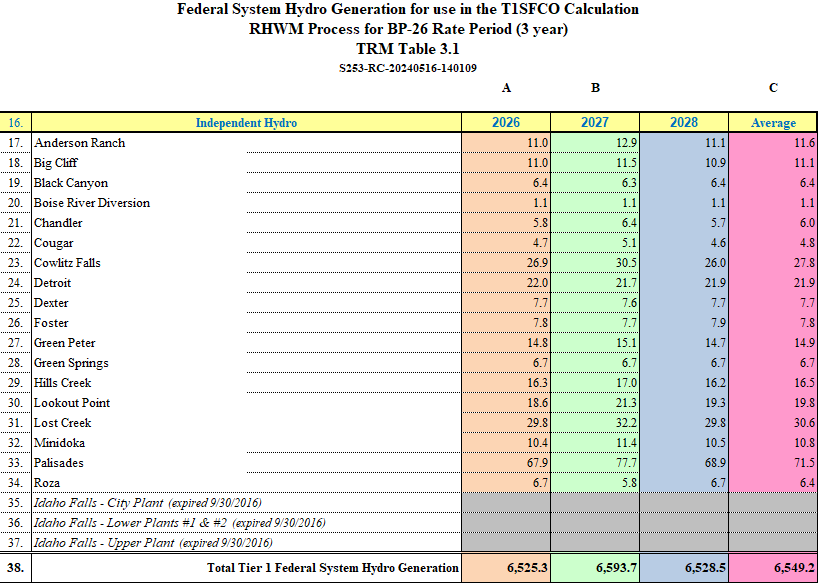 Federal System Hydro Generation for use in the T1SFCO Calculation
RHWM Process for BP-26 Rate Period (3 year)
TRM Table 3.1
S253-RC-20240516-140109
A B C
16. Independent Hydro 2026 2027 2028 Average
17. Anderson Ranch 11.0 12.9 11.1 11.6
18. Big Cliff 11.0 11.5 10.9 11.1
19. Black Canyon 6.4 6.3 6.4 6.4
20. Boise River Diversion 1.1 1.1 1.1 1.1
21. Chandler 5.8 6.4 5.7 6.0
22. Cougar 4.7 5.1 4.6 4.8
23. Cowlitz Falls 26.9 30.5 26.0 27.8
24. Detroit 22.0 21.7 21.9 21.9
25. Dexter 7.7 7.6 7.7 7.7
26. Foster 7.8 7.7 7.9 7.8
27. Green Peter 14.8 15.1 14.7 14.9
28. Green Springs 6.7 6.7 6.7 6.7
29. Hills Creek 16.3 17.0 16.2 16.5
30. Lookout Point 18.6 21.3 19.3 19.8
31. Lost Creek 29.8 32.2 29.8 30.6
32. Minidoka 10.4 11.4 10.5 10.8
33. Palisades 67.9 77.7 68.9 71.5
34. Roza 6.7 5.8 6.7 6.4
35. Idaho Falls - City Plant (expired 9/30/2016)
36. Idaho Falls - Lower Plants #1 & #2 (expired 9/30/2016)
37. Idaho Falls - Upper Plant (expired 9/30/2016)
38. Total Tier 1 Federal System Hydro Generation 6,525.3 6,593.7 6,528.5 6,549.2